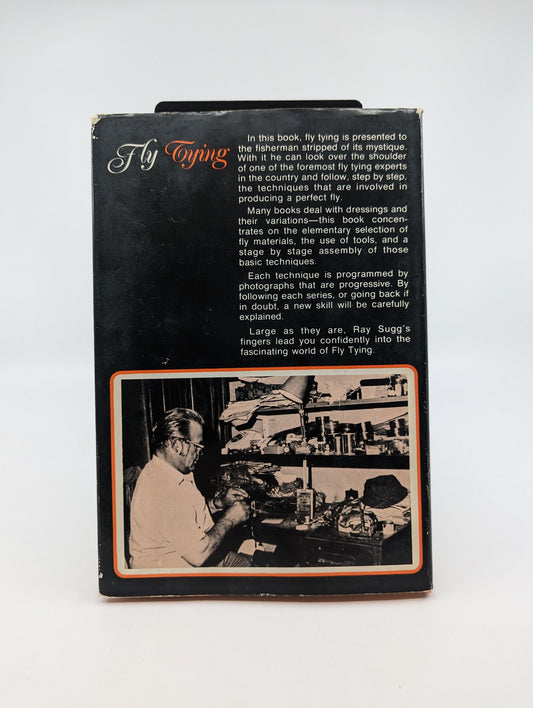 Fly Tying
In this book, fly tying is presented to
the fisherman stripped of its mystique.
With it he can look over the shoulder
of one of the foremost fly tying experts
in the country and follow, step by step,
the techniques that are involved in
producing a perfect fly.
Many books deal with dressings and
their variations—this book concen-
trates on the elementary selection of
fly materials, the use of tools, and a
stage by stage assembly of those
basic techniques.
Each technique is programmed by
photographs that are progressive. By
following each series, or going back if
in doubt, a new skill will be carefully
explained.
Large as they are, Ray Sugg's
fingers lead you confidently into the
fascinating world of Fly Tying.